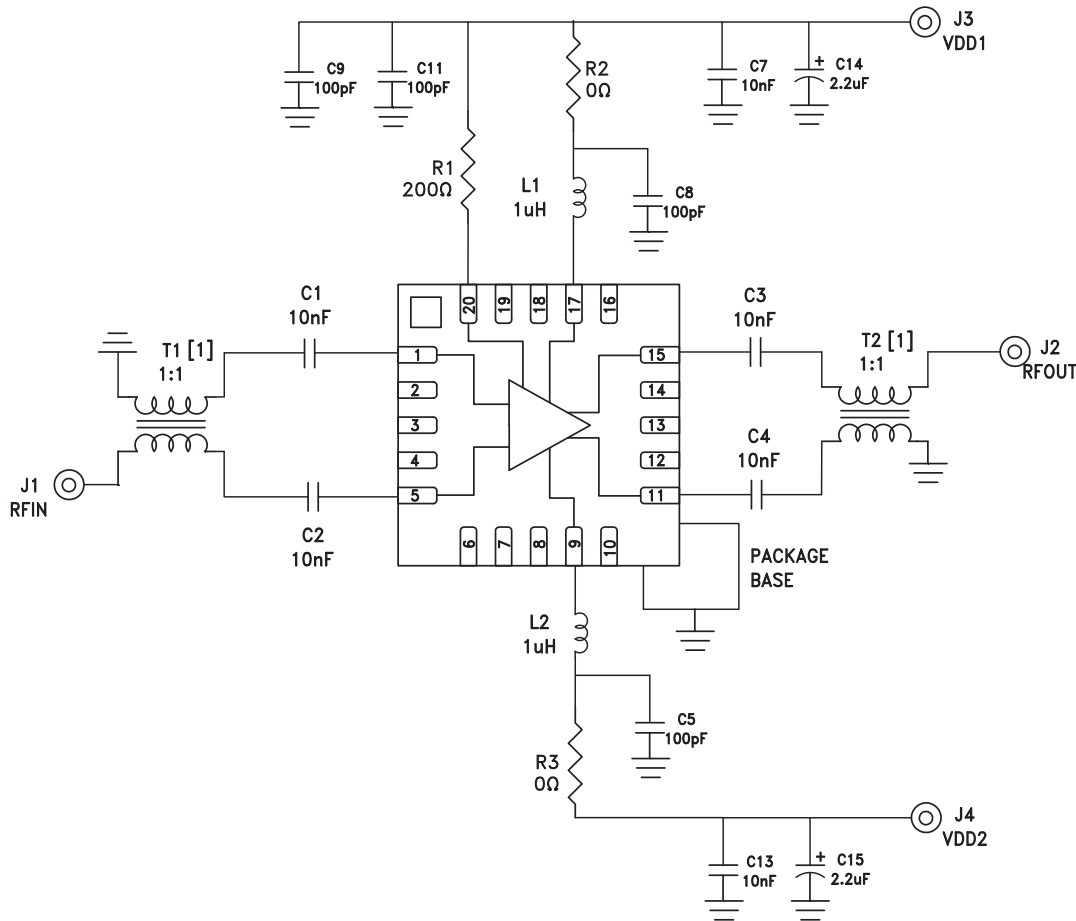 J3
VDD1
C9
100pF
C11
100pF
R2
0Ω
C7
10nF
+ C14
2.2uF
R1
200Ω
L1
1uH
C8
100pF
C1
10nF
20 19 18 17 16
C3
10nF
T1 [1]
1:1
1
2
3
4
5
15
14
13
12
11
T2 [1]
1:1
J2
RFOUT
J1
RFIN
C4
10nF
C2
10nF
6 7 8 9 10
PACKAGE
BASE
L2
1uH
C5
100pF
R3
0Ω
J4
VDD2
C13
10nF
+ C15
2.2uF